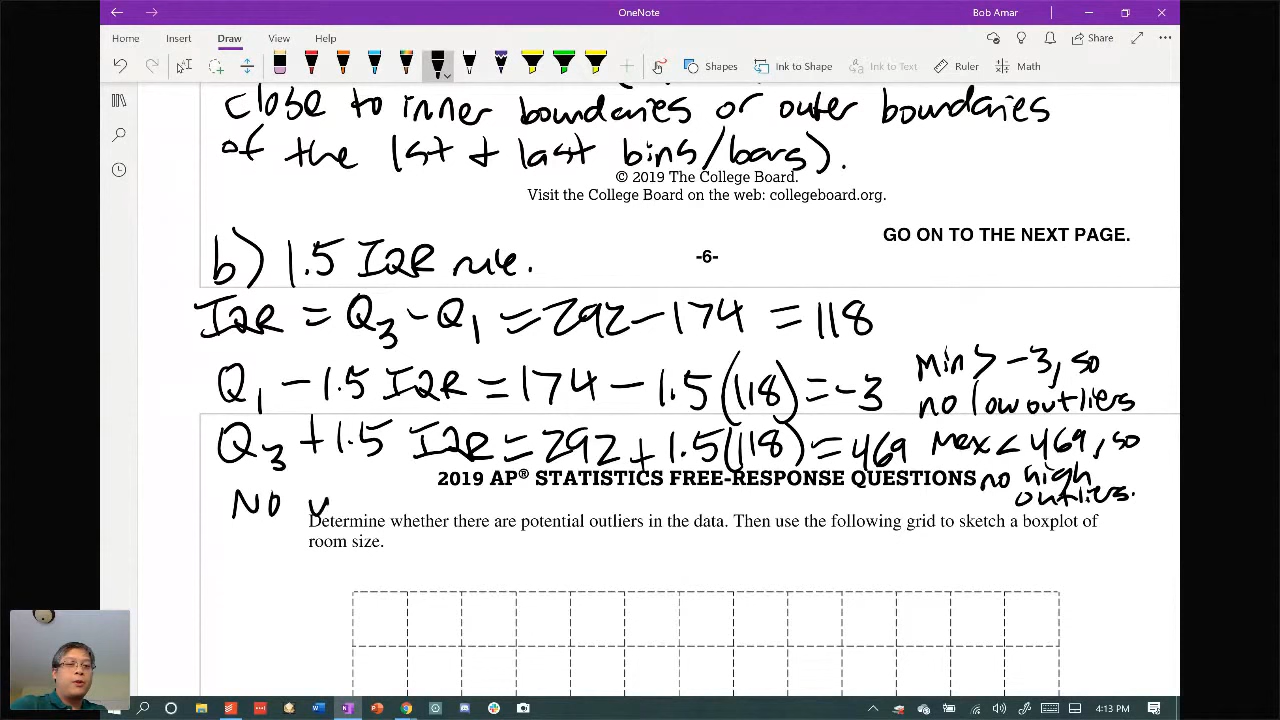 OneNote
Bob Amar
Home Insert Draw View Help
Share
Shapes Ink to Shape Ink to Text Ruler Math
close to inner boundaries or outer boundaries
of the 1st + last bins/bars).
© 2019 The College Board.
Visit the College Board on the web: collegeboard.org.
GO ON TO THE NEXT PAGE.
b) 1.5 IQR rule.
-6-
IQR = Q3 - Q1 = 292 - 174 = 118
Q1 - 1.5 IQR = 174 - 1.5(118) = -3
Min > -3, so
no low outliers
Q3 + 1.5 IQR = 292 + 1.5(118) = 469
Max < 469, so
no high
outliers.
2019 AP® STATISTICS FREE-RESPONSE QUESTIONS
NO
Determine whether there are potential outliers in the data. Then use the following grid to sketch a boxplot of
room size.
4:13 PM